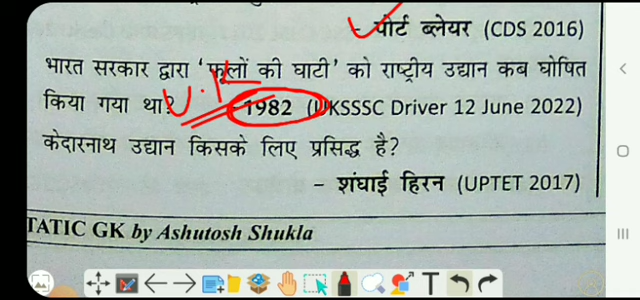 - पोर्ट ब्लेयर (CDS 2016)
भारत सरकार द्वारा ‘फूलों की घाटी’ को राष्ट्रीय उद्यान कब घोषित
किया गया था? U.K 1982 (UKSSSC Driver 12 June 2022)
केदारनाथ उद्यान किसके लिए प्रसिद्ध है?
– शंघाई हिरन (UPTET 2017)
TATIC GK by Ashutosh Shukla
T